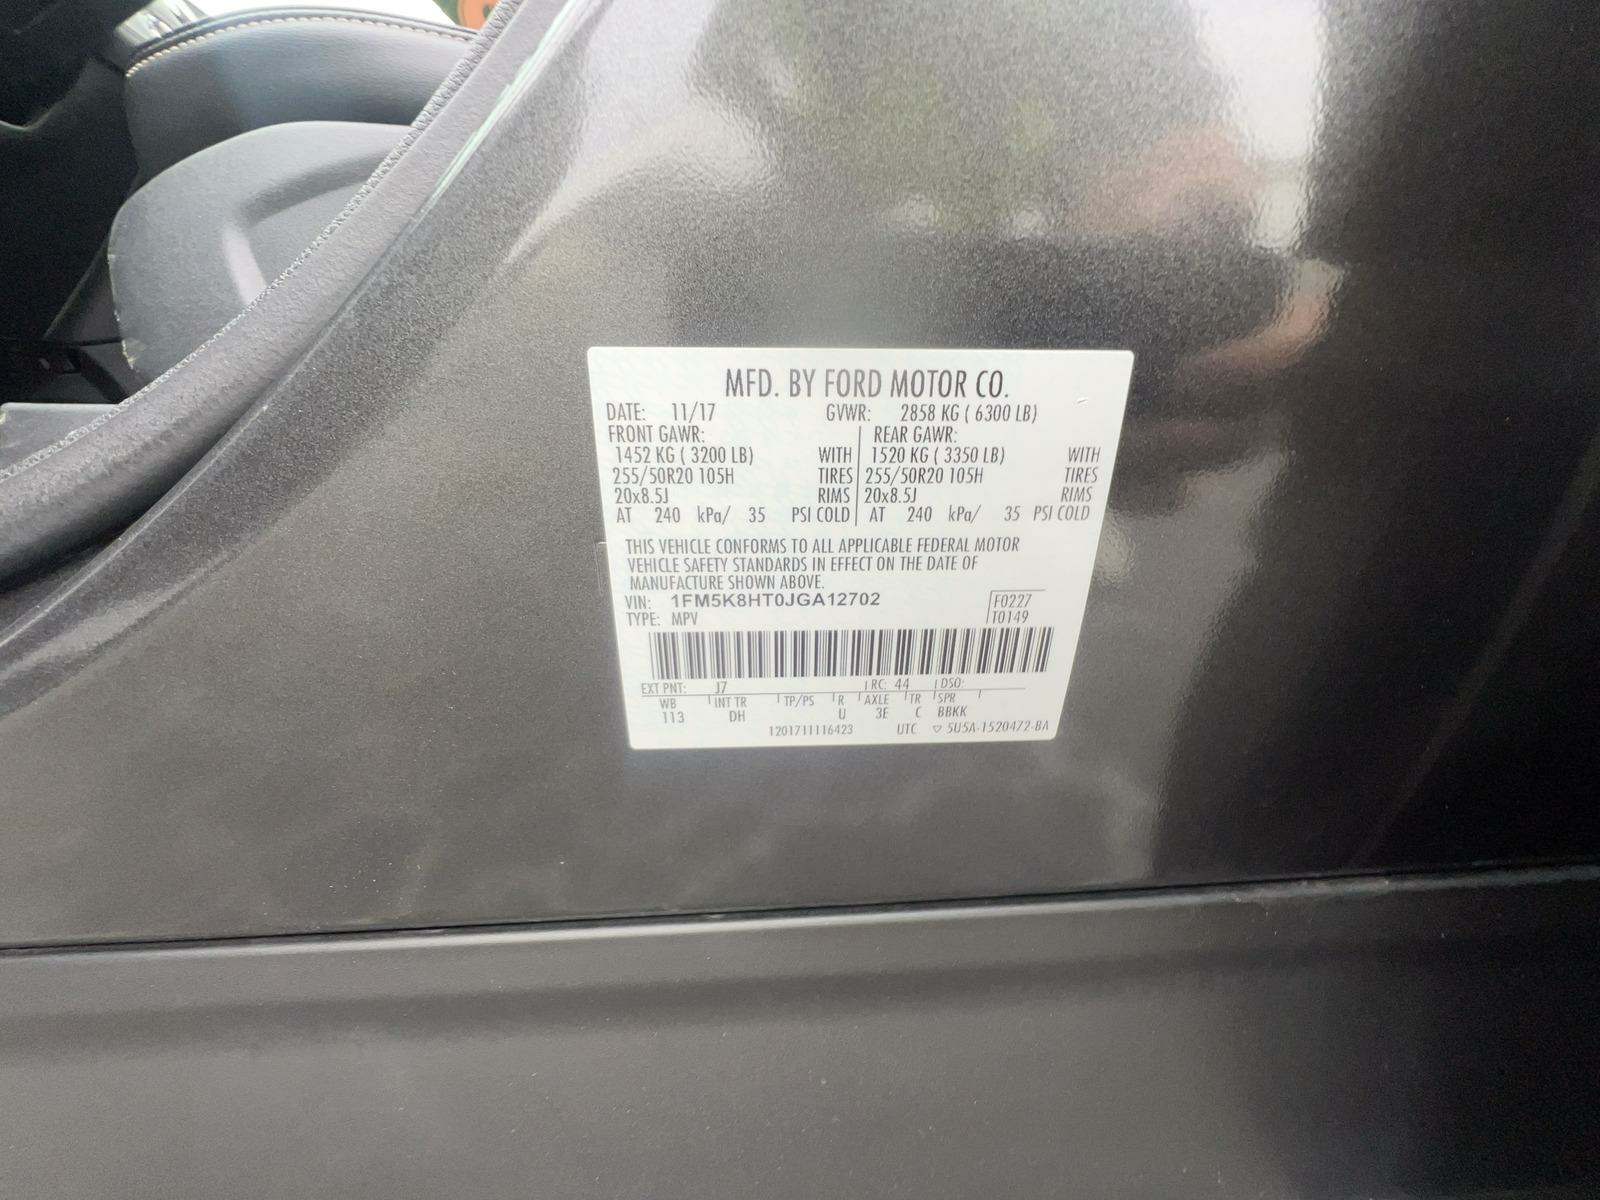 MFD. BY FORD MOTOR CO.
DATE: 11/17 GVWR: 2858 KG ( 6300 LB)
FRONT GAWR: REAR GAWR:
1452 KG ( 3200 LB) WITH 1520 KG ( 3350 LB) WITH
255/50R20 105H TIRES 255/50R20 105H TIRES
20x8.5J RIMS 20x8.5J RIMS
AT 240 kPa/ 35 PSI COLD AT 240 kPa/ 35 PSI COLD
THIS VEHICLE CONFORMS TO ALL APPLICABLE FEDERAL MOTOR
VEHICLE SAFETY STANDARDS IN EFFECT ON THE DATE OF
MANUFACTURE SHOWN ABOVE.
VIN: 1FM5K8HT0JGA12702 F0227
TYPE: MPV T0149
EXT PNT: J7 RC: 44 DSO:
WB INT TR TP/PS R AXLE TR SPR
113 DH U 3E C BBKK
1201711116423 UTC ▽ 5U5A-1520472-BA